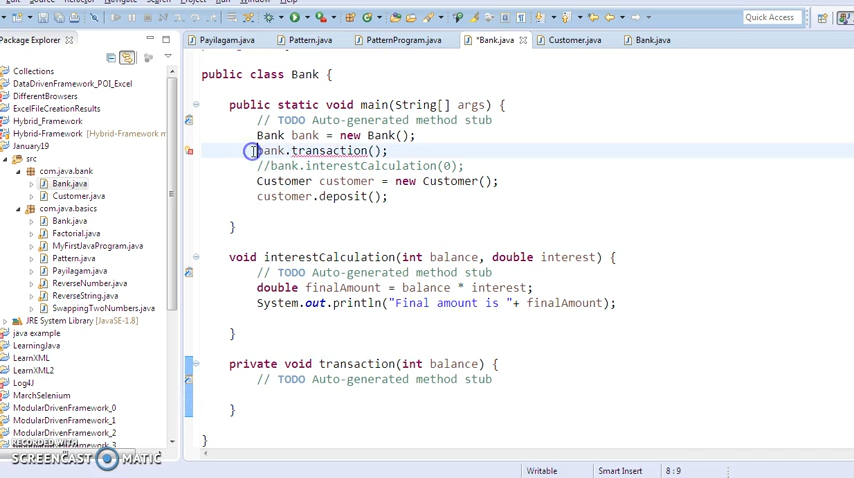 Quick Access
Package Explorer
Payilagam.java
Pattern.java
PatternProgram.java
*Bank.java
Customer.java
Bank.java
Collections
DataDrivenFramework_POI_Excel
DifferentBrowsers
ExcelFileCreationResults
Hybrid_Framework
Hybrid-Framework [Hybrid-Framework m
January19
src
com.java.bank
Bank.java
Customer.java
com.java.basics
Bank.java
Factorial.java
MyFirstJavaProgram.java
Pattern.java
Payilagam.java
ReverseNumber.java
ReverseString.java
SwappingTwoNumbers.java
JRE System Library [JavaSE-1.8]
java example
LearningJava
LearnXML
LearnXML2
Log4J
MarchSelenium
ModularDrivenFramework_0
ModularDrivenFramework_1
ModularDrivenFramework_2
public class Bank {
public static void main(String[] args) {
// TODO Auto-generated method stub
Bank bank = new Bank();
bank.transaction();
//bank.interestCalculation(0);
Customer customer = new Customer();
customer.deposit();
}
void interestCalculation(int balance, double interest) {
// TODO Auto-generated method stub
double finalAmount = balance * interest;
System.out.println("Final amount is "+ finalAmount);
}
private void transaction(int balance) {
// TODO Auto-generated method stub
}
}
RECORDED WITH
SCREENCAST MATIC
Writable
Smart Insert
8:9